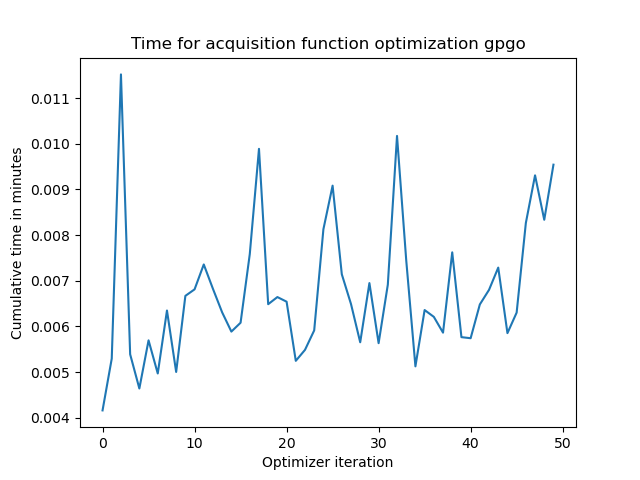 Time for acquisition function optimization gpgo
Cumulative time in minutes
0.011
0.010
0.009
0.008
0.007
0.006
0.005
0.004
0 10 20 30 40 50
Optimizer iteration